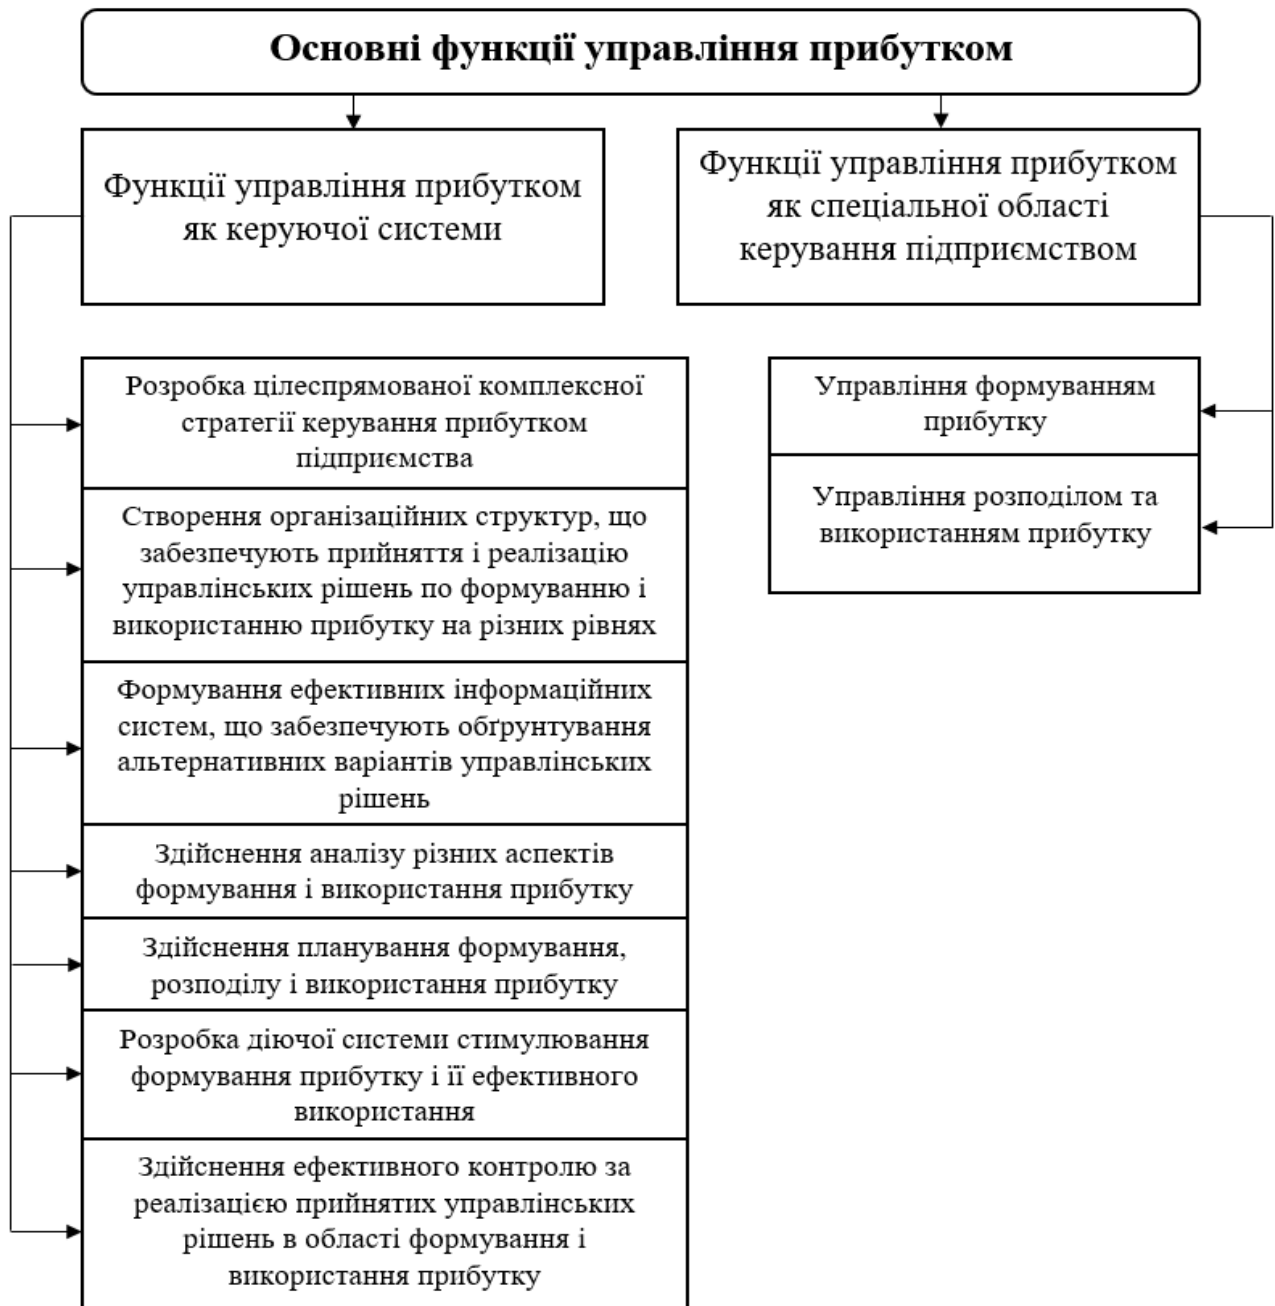 Основні функції управління прибутком
Функції управління прибутком
як керуючої системи
Функції управління прибутком
як спеціальної області
керування підприємством
Розробка цілеспрямованої комплексної
стратегії керування прибутком
підприємства
Створення організаційних структур, що
забезпечують прийняття і реалізацію
управлінських рішень по формуванню і
використанню прибутку на різних рівнях
Формування ефективних інформаційних
систем, що забезпечують обґрунтування
альтернативних варіантів управлінських
рішень
Здійснення аналізу різних аспектів
формування і використання прибутку
Здійснення планування формування,
розподілу і використання прибутку
Розробка діючої системи стимулювання
формування прибутку і її ефективного
використання
Здійснення ефективного контролю за
реалізацією прийнятих управлінських
рішень в області формування і
використання прибутку
Управління формуванням
прибутку
Управління розподілом та
використанням прибутку